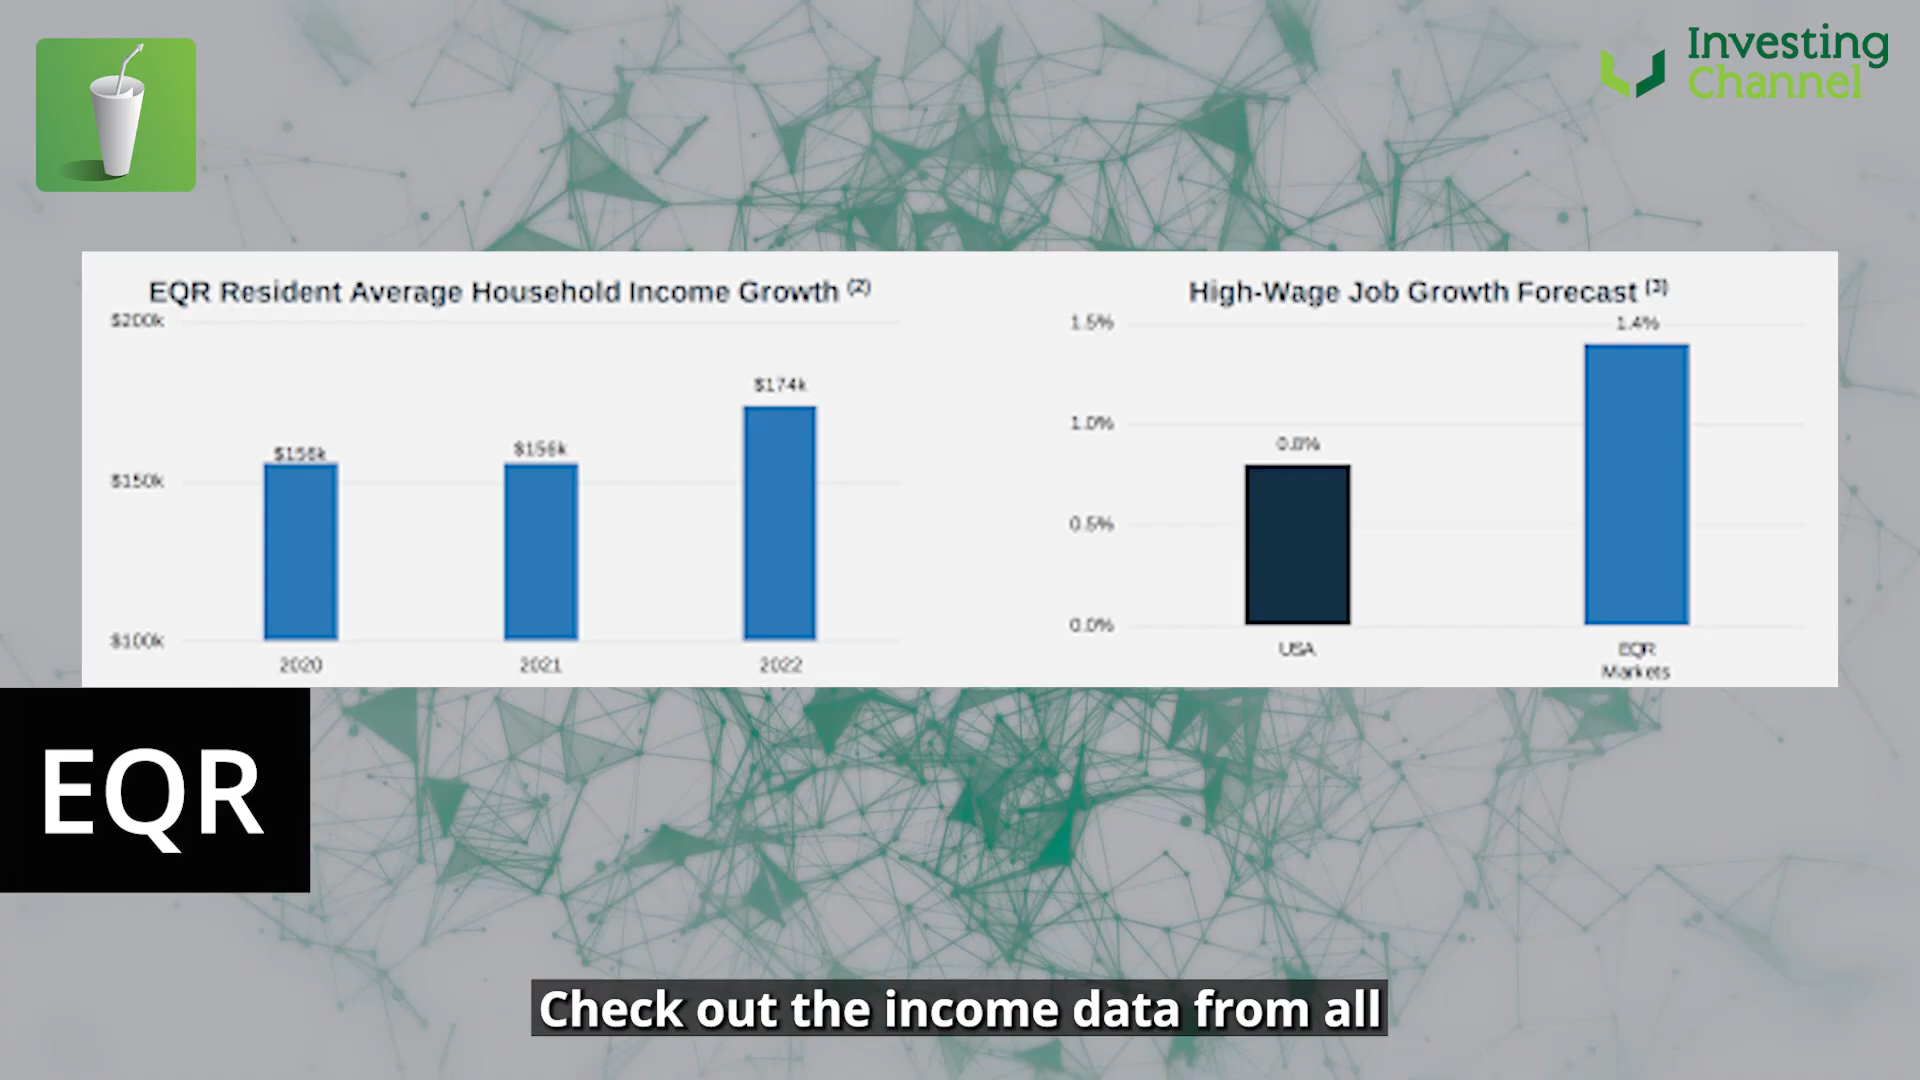 Investing
Channel
EQR Resident Average Household Income Growth (2)
$200k
$150k
$100k
$156k
$156k
$174k
2020
2021
2022
High-Wage Job Growth Forecast (3)
1.5%
1.0%
0.5%
0.0%
0.8%
1.4%
USA
EQR
Markets
EQR
Check out the income data from all